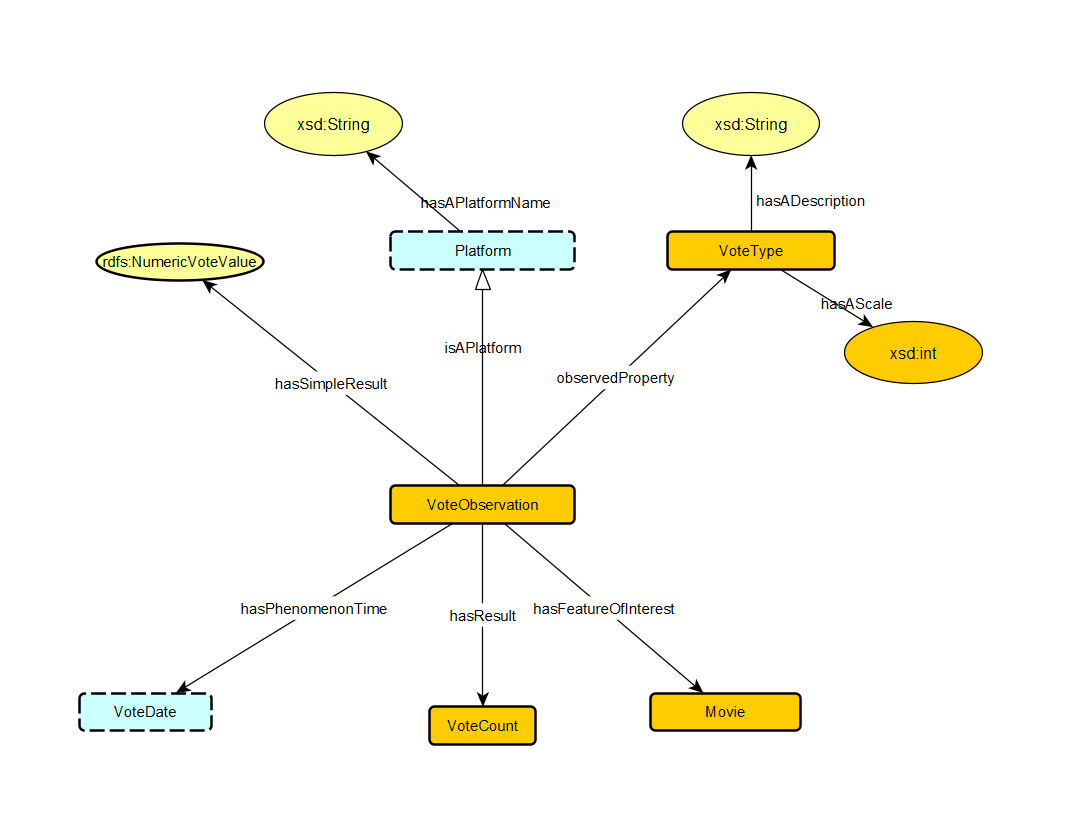 xsd:String
xsd:String
hasAPlatformName
hasADescription
Platform
VoteType
rdfs:NumericVoteValue
hasAScale
isAPlatform
xsd:int
hasSimpleResult
observedProperty
VoteObservation
hasPhenomenonTime
hasResult
hasFeatureOfInterest
VoteDate
VoteCount
Movie